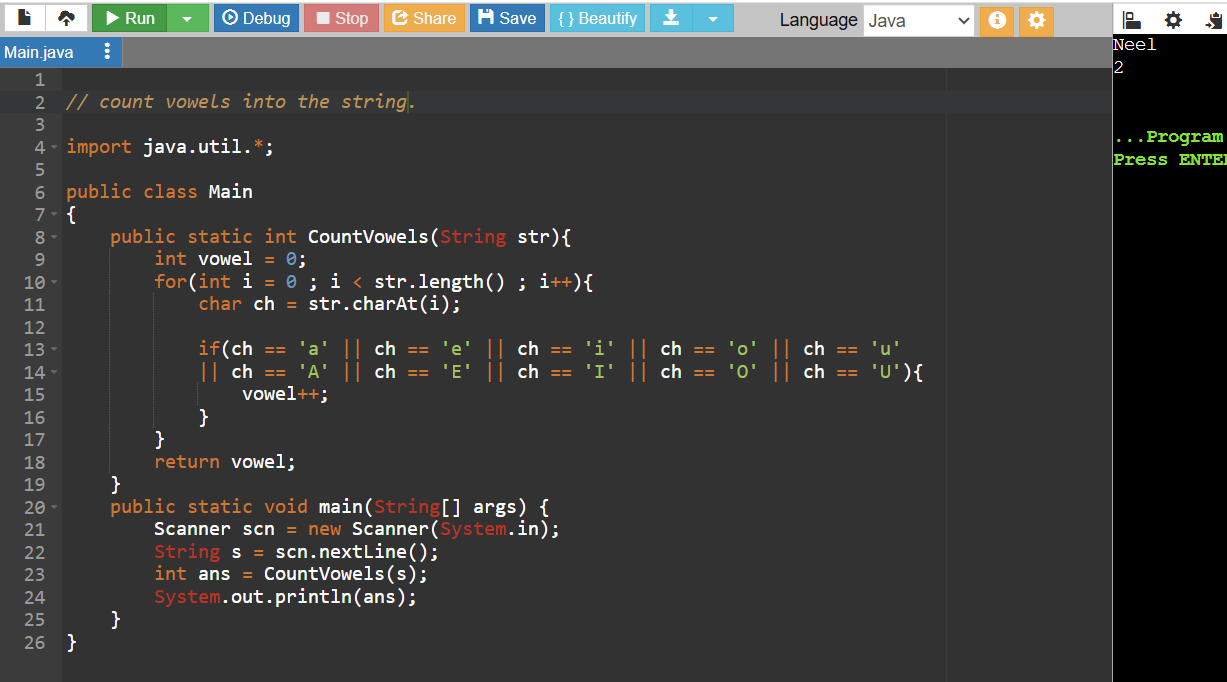 Run Debug Stop Share Save {} Beautify Language Java
Main.java
1
2 // count vowels into the string.
3
4 import java.util.*;
5
6 public class Main
7 {
8 public static int CountVowels(String str){
9 int vowel = 0;
10 for(int i = 0 ; i < str.length() ; i++){
11 char ch = str.charAt(i);
12
13 if(ch == 'a' || ch == 'e' || ch == 'i' || ch == 'o' || ch == 'u'
14 || ch == 'A' || ch == 'E' || ch == 'I' || ch == 'O' || ch == 'U'){
15 vowel++;
16 }
17 }
18 return vowel;
19 }
20 public static void main(String[] args) {
21 Scanner scn = new Scanner(System.in);
22 String s = scn.nextLine();
23 int ans = CountVowels(s);
24 System.out.println(ans);
25 }
26 }
Neel
2
...Program
Press ENTE